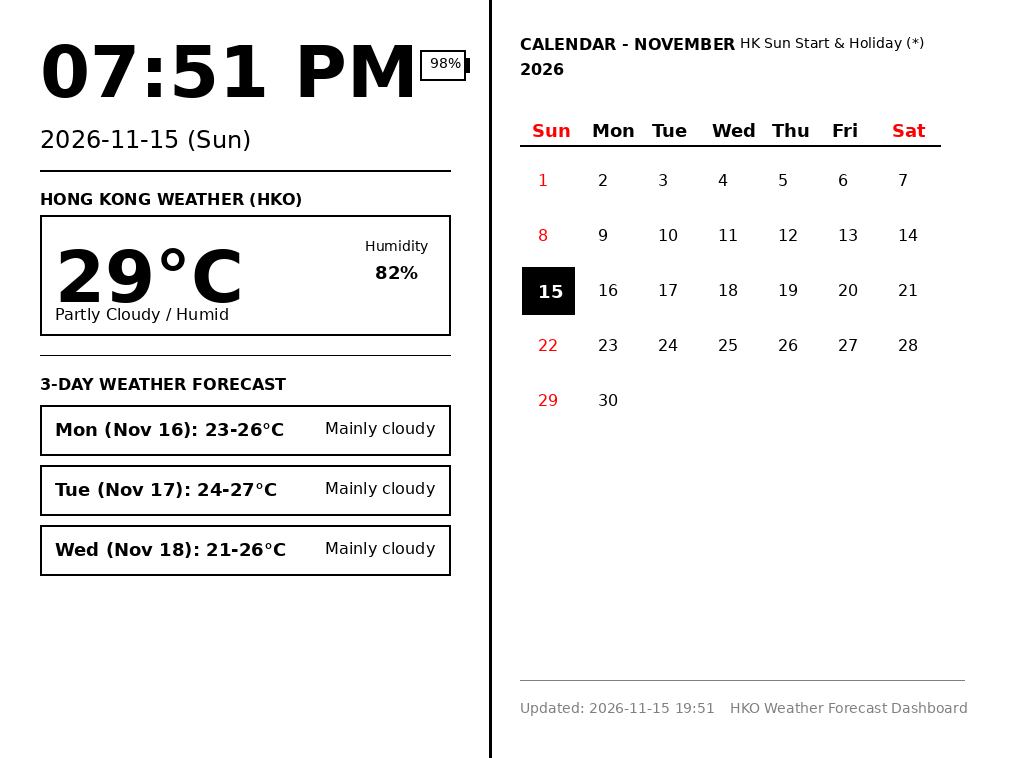 07:51 PM
98%
2026-11-15 (Sun)
HONG KONG WEATHER (HKO)
29°C
Humidity
82%
Partly Cloudy / Humid
3-DAY WEATHER FORECAST
Mon (Nov 16): 23-26°C Mainly cloudy
Tue (Nov 17): 24-27°C Mainly cloudy
Wed (Nov 18): 21-26°C Mainly cloudy
CALENDAR - NOVEMBER 2026
HK Sun Start & Holiday (*)
Sun Mon Tue Wed Thu Fri Sat
1 2 3 4 5 6 7
8 9 10 11 12 13 14
15 16 17 18 19 20 21
22 23 24 25 26 27 28
29 30
Updated: 2026-11-15 19:51 HKO Weather Forecast Dashboard